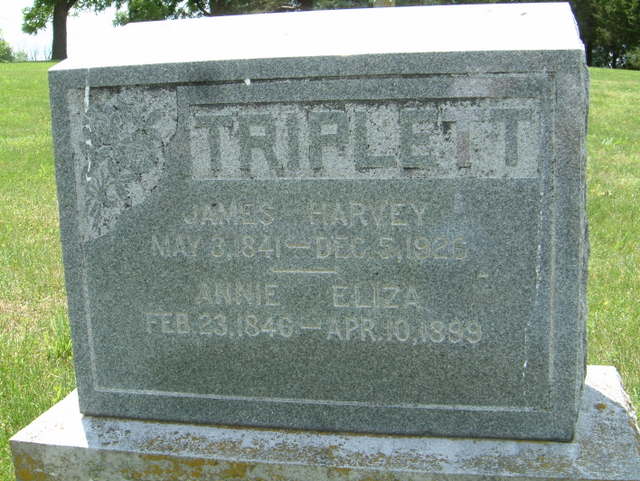 TRIPLETT
JAMES HARVEY
MAY 3, 1841 — DEC. 5, 1926
ANNIE ELIZA
FEB. 23, 1846 — APR. 10, 1899